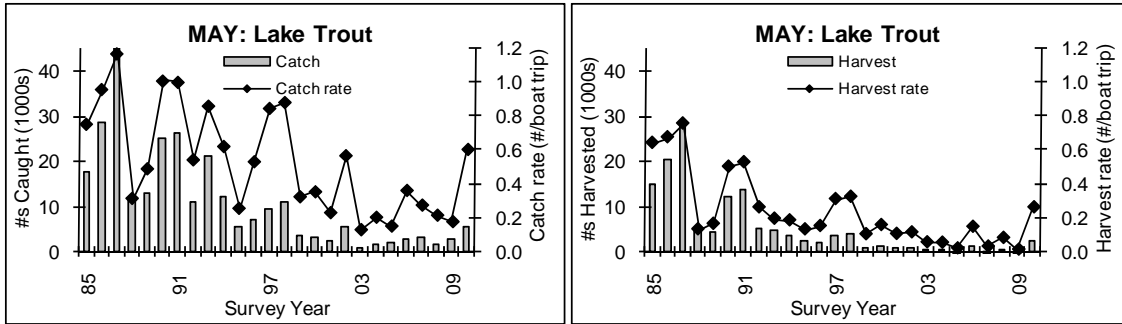 MAY: Lake Trout
Catch
Catch rate
#s Caught (1000s)
40
30
20
10
0
1.2
1.0
0.8
0.6
0.4
0.2
0.0
Catch rate (#/boat trip)
85
91
97
03
09
Survey Year
MAY: Lake Trout
Harvest
Harvest rate
#s Harvested (1000s)
40
30
20
10
0
1.2
1.0
0.8
0.6
0.4
0.2
0.0
Harvest rate (#/boat trip)
85
91
97
03
09
Survey Year